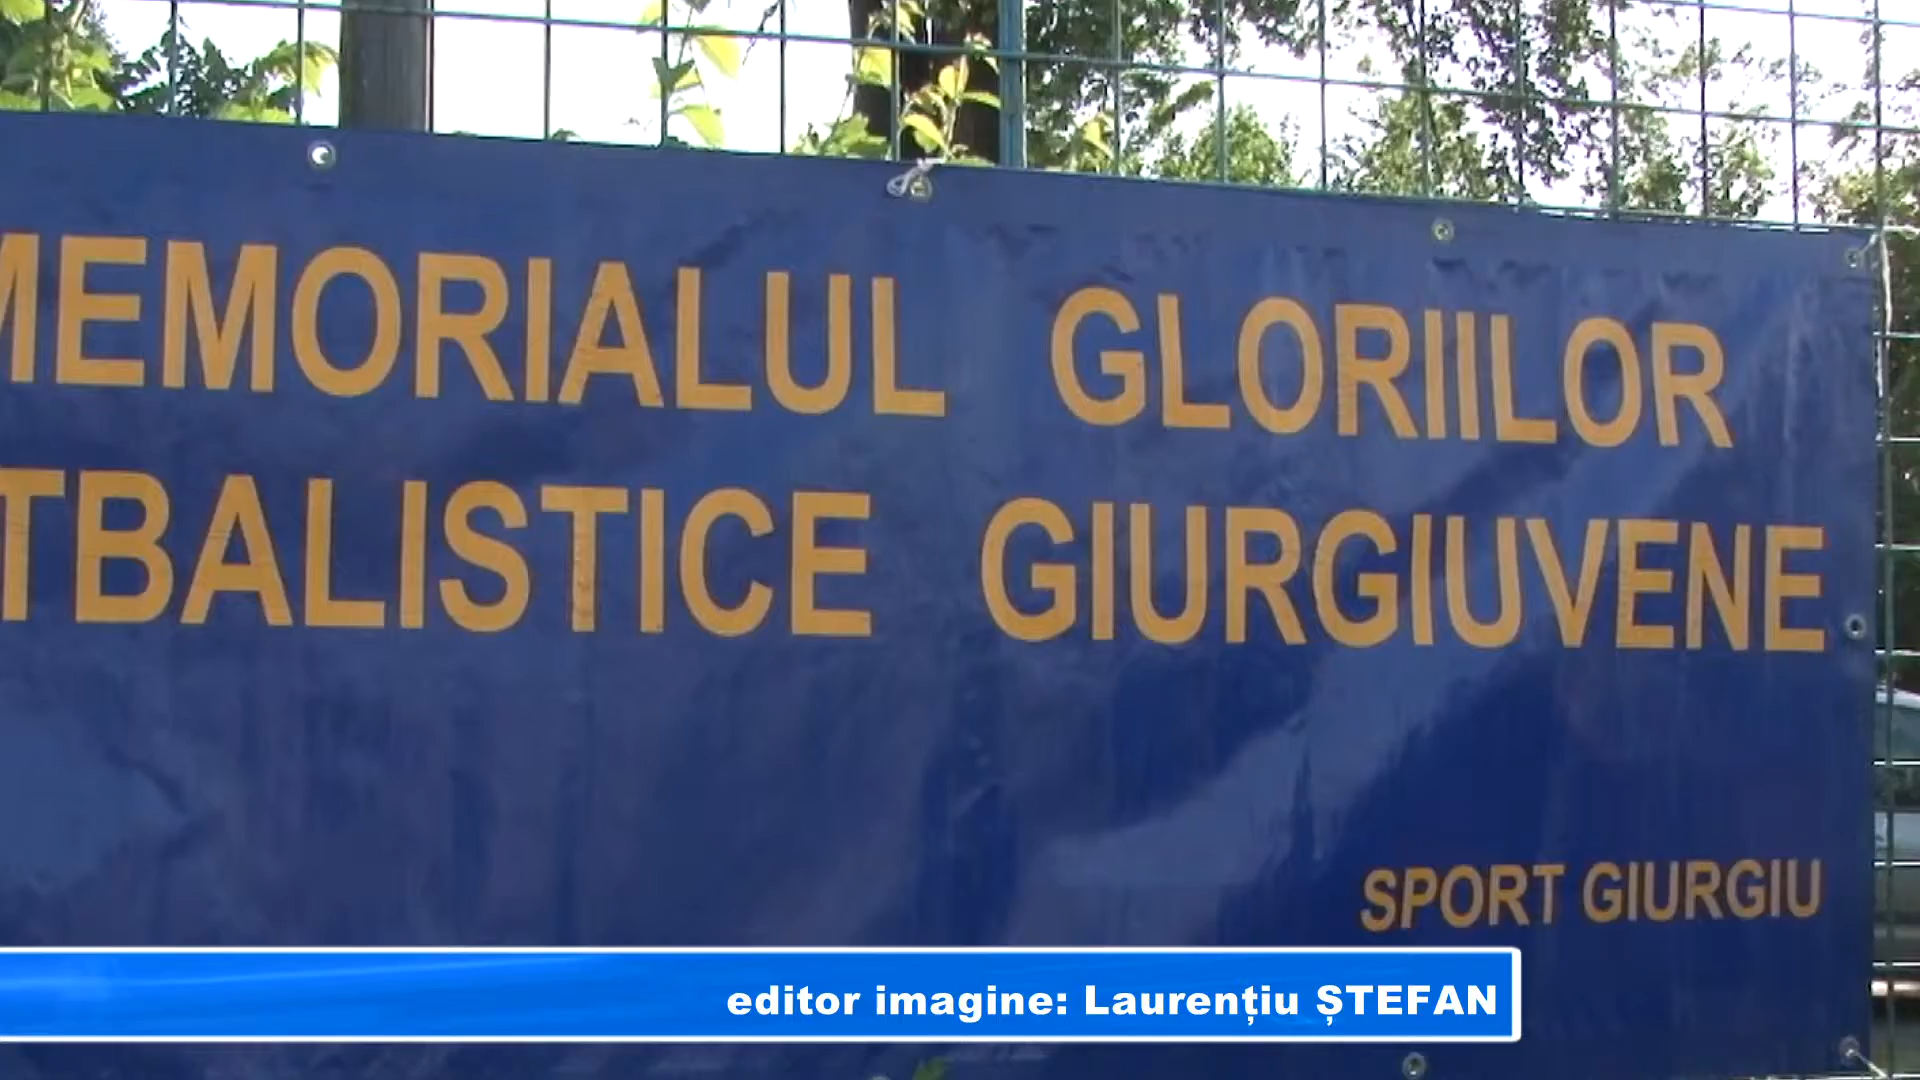 MEMORIALUL GLORIILOR
TBALISTICE GIURGIUVENE
SPORT GIURGIU
editor imagine: Laurențiu ȘTEFAN